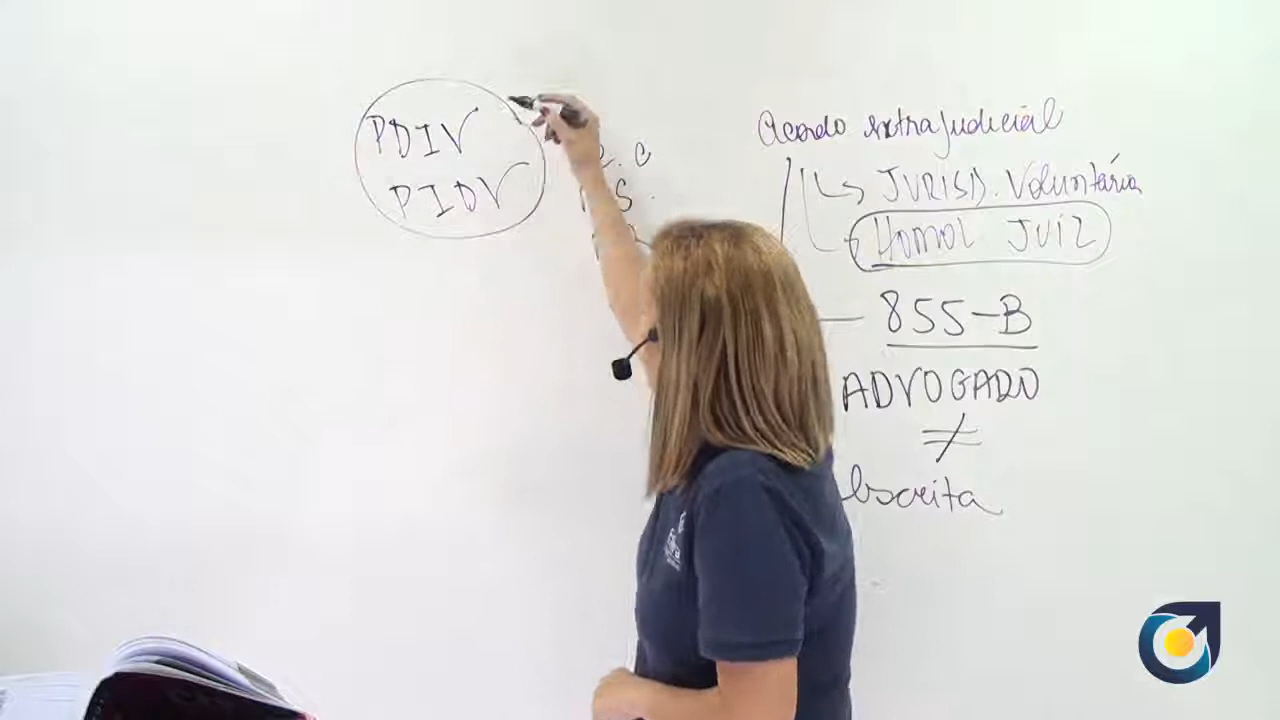 PDIV
PIDV
Acordo extrajudicial
JURISD. Voluntária
Homol JUIZ
855-B
ADVOGADO
≠
Escrita